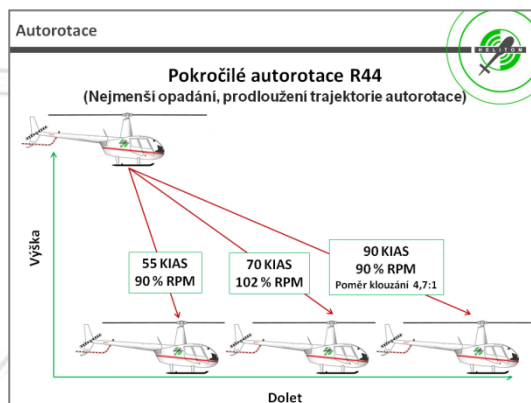 Autorotace
HELITOM
Pokročilé autorotace R44
(Nejmenší opadání, prodloužení trajektorie autorotace)
Výška
55 KIAS
90 % RPM
70 KIAS
102 % RPM
90 KIAS
90 % RPM
Poměr klouzání 4,7:1
Dolet